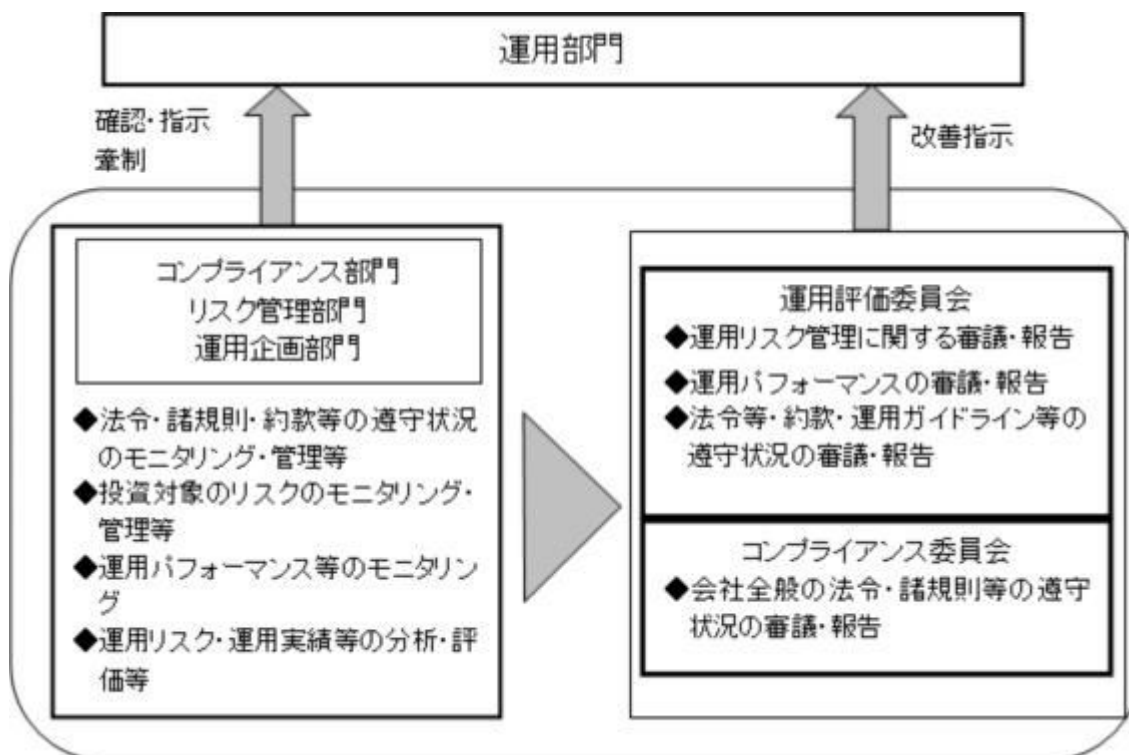 運用部門
確認・指示
牽制
改善指示
コンプライアンス部門
リスク管理部門
運用企画部門
◆法令・諸規則・約款等の遵守状況
のモニタリング・管理等
◆投資対象のリスクのモニタリング・
管理等
◆運用パフォーマンス等のモニタリン
グ
◆運用リスク・運用実績等の分析・評
価等
運用評価委員会
◆運用リスク管理に関する審議・報告
◆運用パフォーマンスの審議・報告
◆法令等・約款・運用ガイドライン等の
遵守状況の審議・報告
コンプライアンス委員会
◆会社全般の法令・諸規則等の遵守
状況の審議・報告